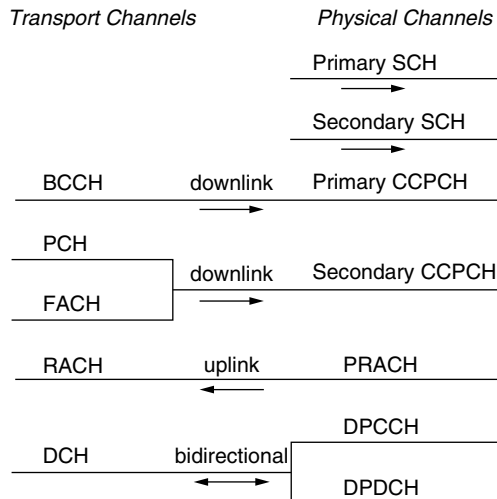 Transport Channels Physical Channels
Primary SCH
Secondary SCH
BCCH downlink Primary CCPCH
PCH
downlink Secondary CCPCH
FACH
RACH uplink PRACH
DPCCH
DCH bidirectional
DPDCH